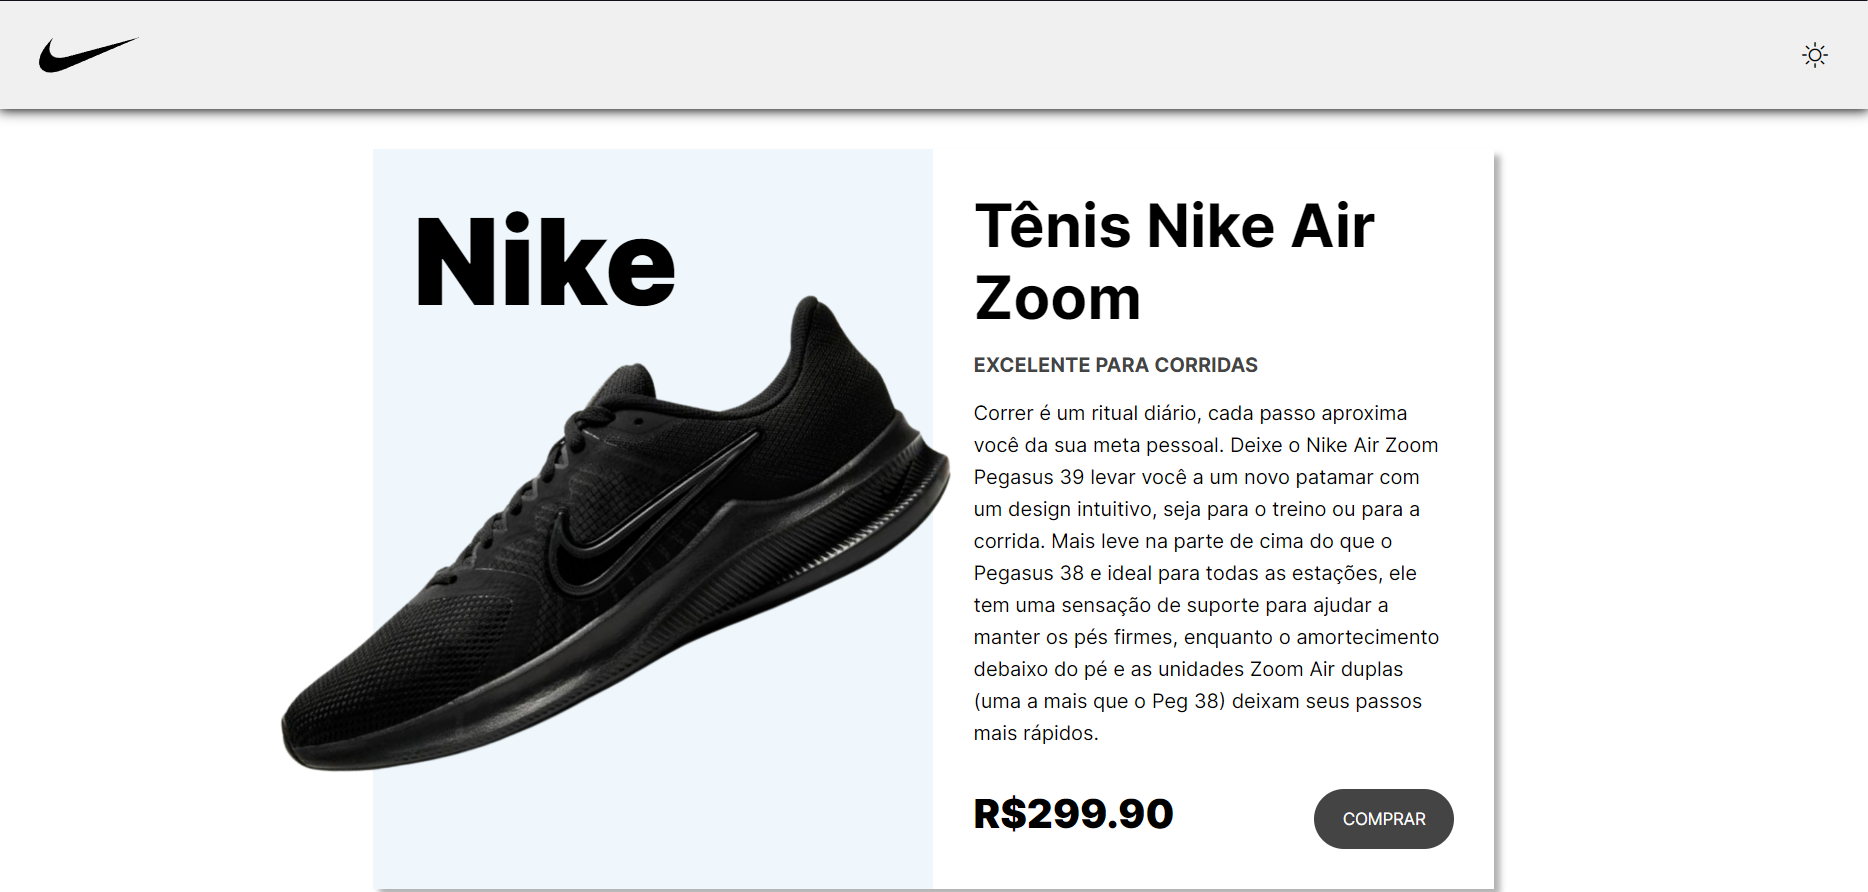 Nike
Tênis Nike Air
Zoom
EXCELENTE PARA CORRIDAS
Correr é um ritual diário, cada passo aproxima
você da sua meta pessoal. Deixe o Nike Air Zoom
Pegasus 39 levar você a um novo patamar com
um design intuitivo, seja para o treino ou para a
corrida. Mais leve na parte de cima do que o
Pegasus 38 e ideal para todas as estações, ele
tem uma sensação de suporte para ajudar a
manter os pés firmes, enquanto o amortecimento
debaixo do pé e as unidades Zoom Air duplas
(uma a mais que o Peg 38) deixam seus passos
mais rápidos.
R$299.90
COMPRAR